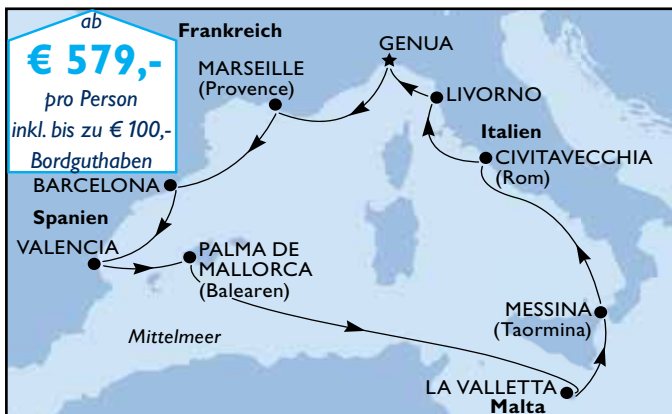 ab
€ 579,-
pro Person
inkl. bis zu € 100,-
Bordguthaben
Frankreich
GENUA
MARSEILLE
(Provence)
LIVORNO
Italien
CIVITAVECCHIA
(Rom)
BARCELONA
Spanien
VALENCIA
PALMA DE
MALLORCA
(Balearen)
MESSINA
(Taormina)
Mittelmeer
LA VALLETTA
Malta